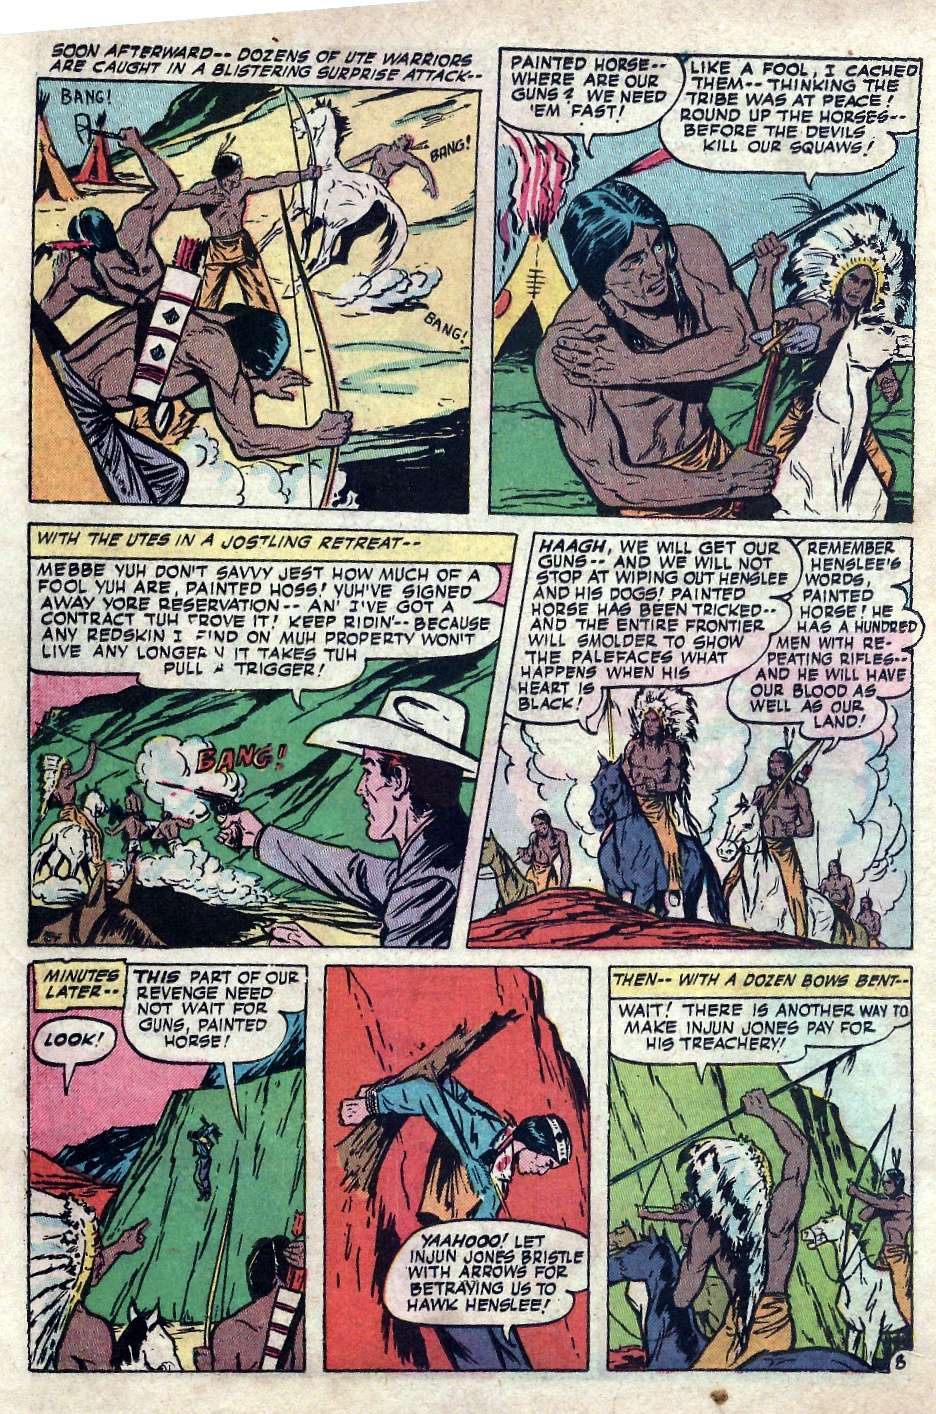 SOON AFTERWARD-- DOZENS OF UTE WARRIORS
ARE CAUGHT IN A BLISTERING SURPRISE ATTACK--
BANG!
BANG!
BANG!
PAINTED HORSE--
WHERE ARE OUR
GUNS? WE NEED
'EM FAST!
LIKE A FOOL, I CACHED
THEM-- THINKING THE
TRIBE WAS AT PEACE!
ROUND UP THE HORSES--
BEFORE THE DEVILS
KILL OUR SQUAWS!
WITH THE UTES IN A JOSTLING RETREAT--
MEBBE YUH DON'T SAVVY JEST HOW MUCH OF A
FOOL YUH ARE, PAINTED HOSS! YUH'VE SIGNED
AWAY YORE RESERVATION-- AN' I'VE GOT A
CONTRACT TUH PROVE IT! KEEP RIDIN'-- BECAUSE
ANY REDSKIN I FIND ON MUH PROPERTY WON'T
LIVE ANY LONGER'N IT TAKES TUH
PULL A TRIGGER!
BANG!
HAAGH, WE WILL GET OUR
GUNS-- AND WE WILL NOT
STOP AT WIPING OUT HENSLEE
AND HIS DOGS! PAINTED
HORSE HAS BEEN TRICKED--
AND THE ENTIRE FRONTIER
WILL SMOLDER TO SHOW
THE PALEFACES WHAT
HAPPENS WHEN HIS
HEART IS
BLACK!
REMEMBER
HENSLEE'S
WORDS,
PAINTED
HORSE! HE
HAS A HUNDRED
MEN WITH RE-
PEATING RIFLES--
AND HE WILL HAVE
OUR BLOOD AS
WELL AS OUR
LAND!
MINUTES
LATER--
LOOK!
THIS PART OF OUR
REVENGE NEED
NOT WAIT FOR
GUNS, PAINTED
HORSE!
YAAHOOO! LET
INJUN JONES BRISTLE
WITH ARROWS FOR
BETRAYING US TO
HAWK HENSLEE!
THEN-- WITH A DOZEN BOWS BENT--
WAIT! THERE IS ANOTHER WAY TO
MAKE INJUN JONES PAY FOR
HIS TREACHERY!
8